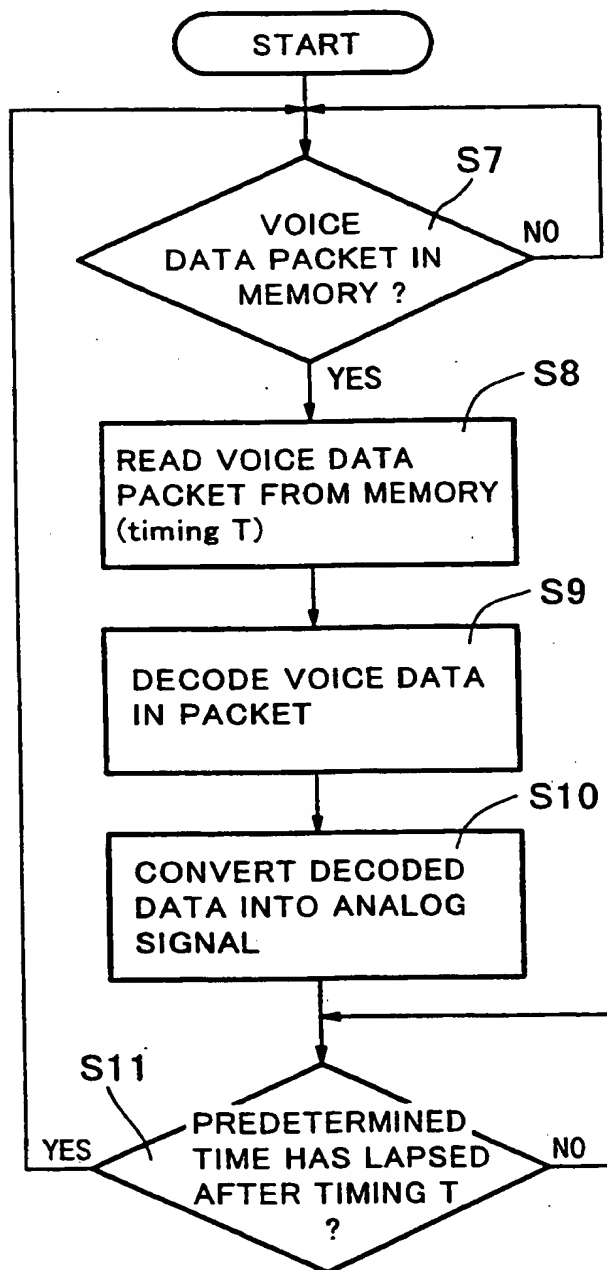 START
S7
VOICE
DATA PACKET IN
MEMORY ?
NO
YES
S8
READ VOICE DATA
PACKET FROM MEMORY
(timing T)
S9
DECODE VOICE DATA
IN PACKET
S10
CONVERT DECODED
DATA INTO ANALOG
SIGNAL
S11
PREDETERMINED
YES
TIME HAS LAPSED
NO
AFTER TIMING T
?